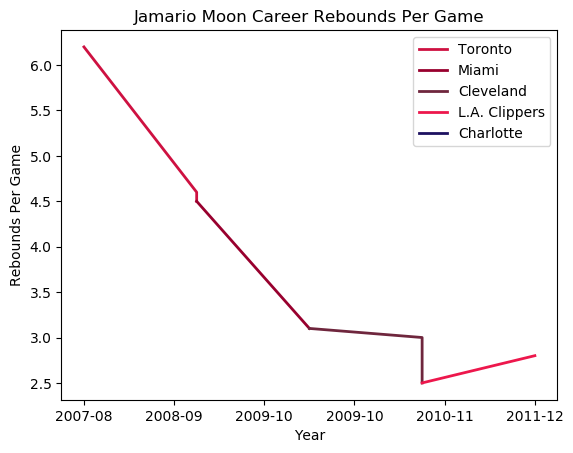 Jamario Moon Career Rebounds Per Game
Toronto
Miami
Cleveland
L.A. Clippers
Charlotte
6.0
5.5
5.0
4.5
4.0
3.5
3.0
2.5
Rebounds Per Game
2007-08
2008-09
2009-10
2009-10
2010-11
2011-12
Year